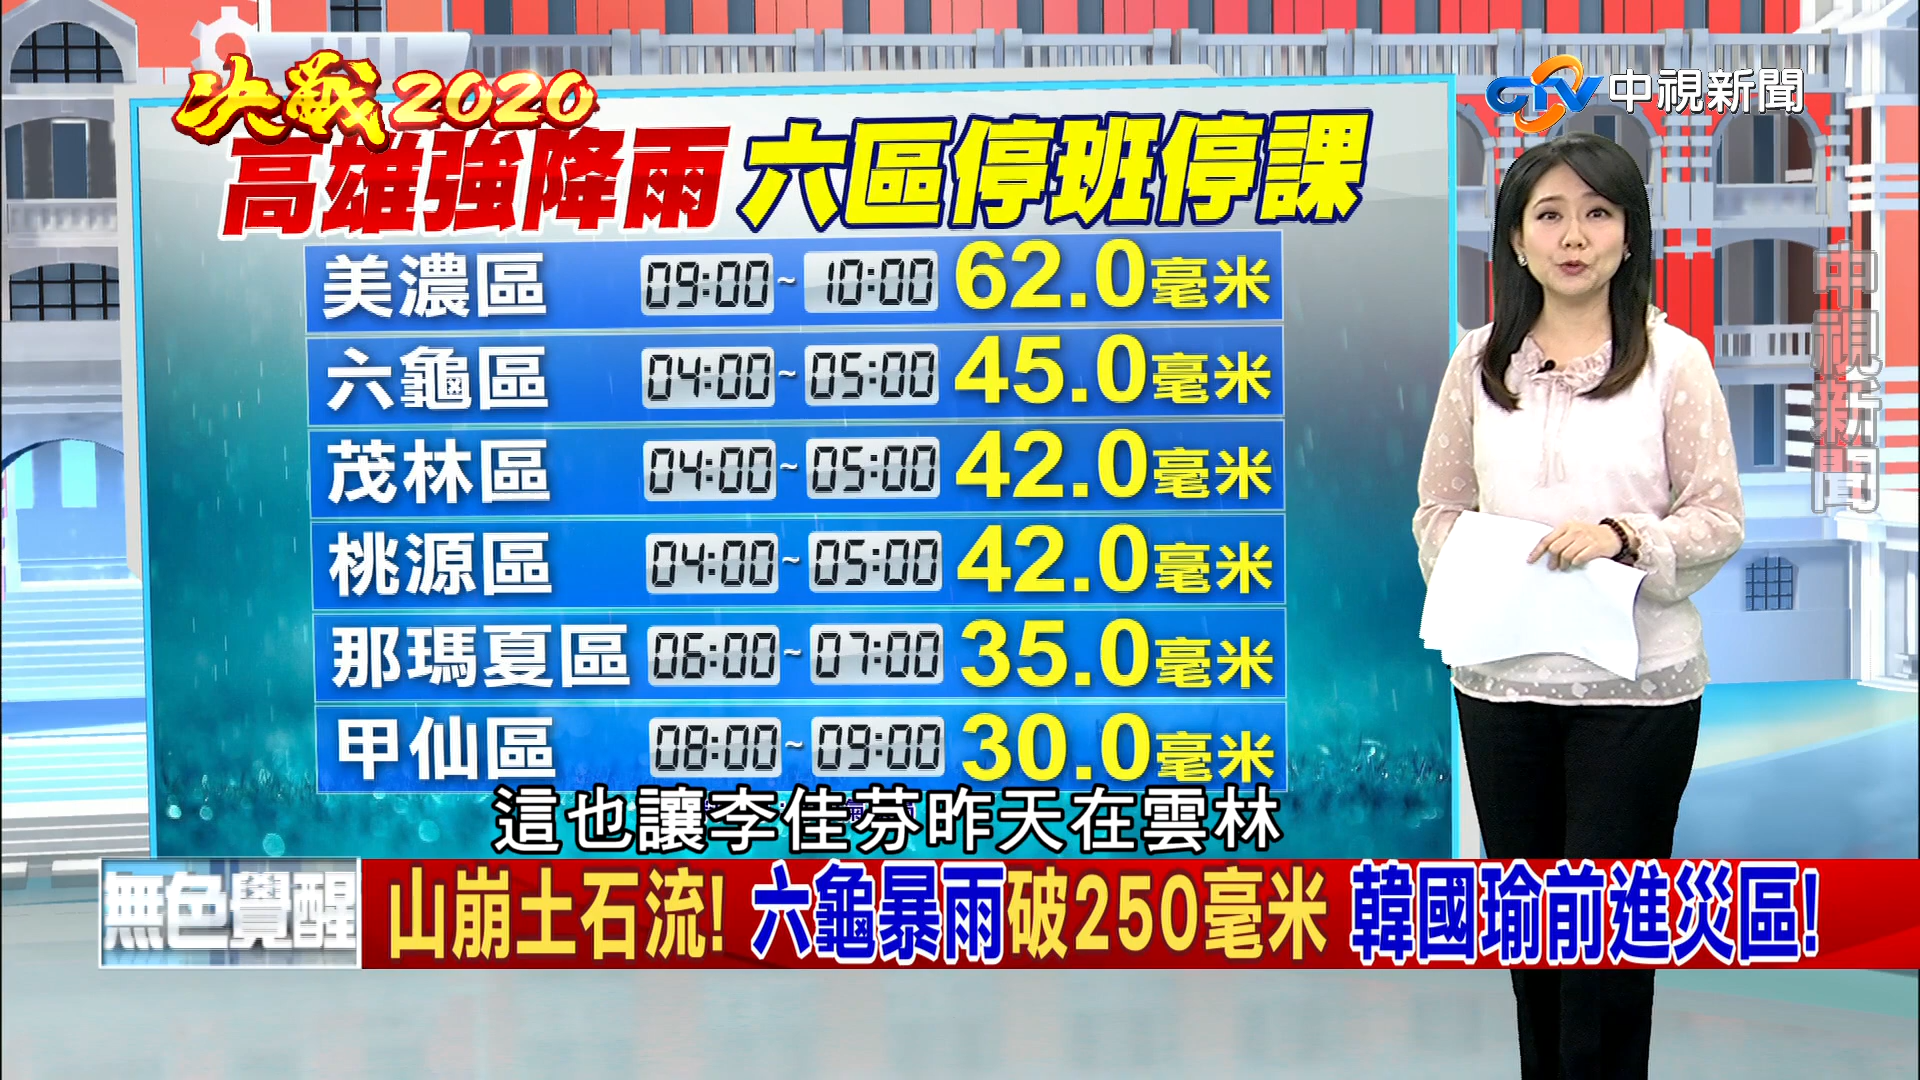 決戰2020
CTV 中視新聞
高雄強降雨 六區停班停課
美濃區 09:00~10:00 62.0毫米
六龜區 04:00~05:00 45.0毫米
茂林區 04:00~05:00 42.0毫米
桃源區 04:00~05:00 42.0毫米
那瑪夏區 06:00~07:00 35.0毫米
甲仙區 08:00~09:00 30.0毫米
中視新聞
這也讓李佳芬昨天在雲林
無色覺醒
山崩土石流! 六龜暴雨破250毫米 韓國瑜前進災區!